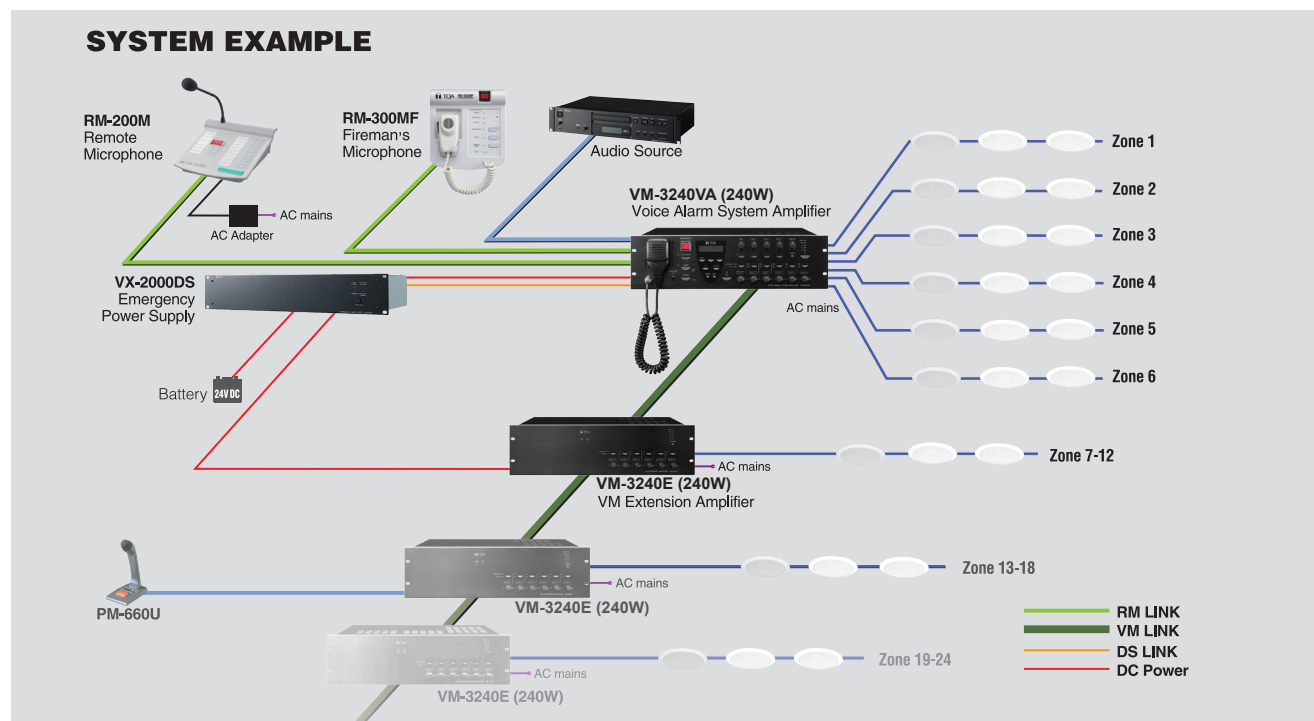 SYSTEM EXAMPLE
RM-200M
Remote
Microphone
AC mains
AC Adapter
RM-300MF
Fireman's
Microphone
TOA
Audio Source
VM-3240VA (240W)
Voice Alarm System Amplifier
AC mains
Zone 1
Zone 2
Zone 3
Zone 4
Zone 5
Zone 6
VX-2000DS
Emergency
Power Supply
Battery
24V DC
AC mains
VM-3240E (240W)
VM Extension Amplifier
Zone 7-12
PM-660U
AC mains
VM-3240E (240W)
Zone 13-18
AC mains
VM-3240E (240W)
Zone 19-24
RM LINK
VM LINK
DS LINK
DC Power